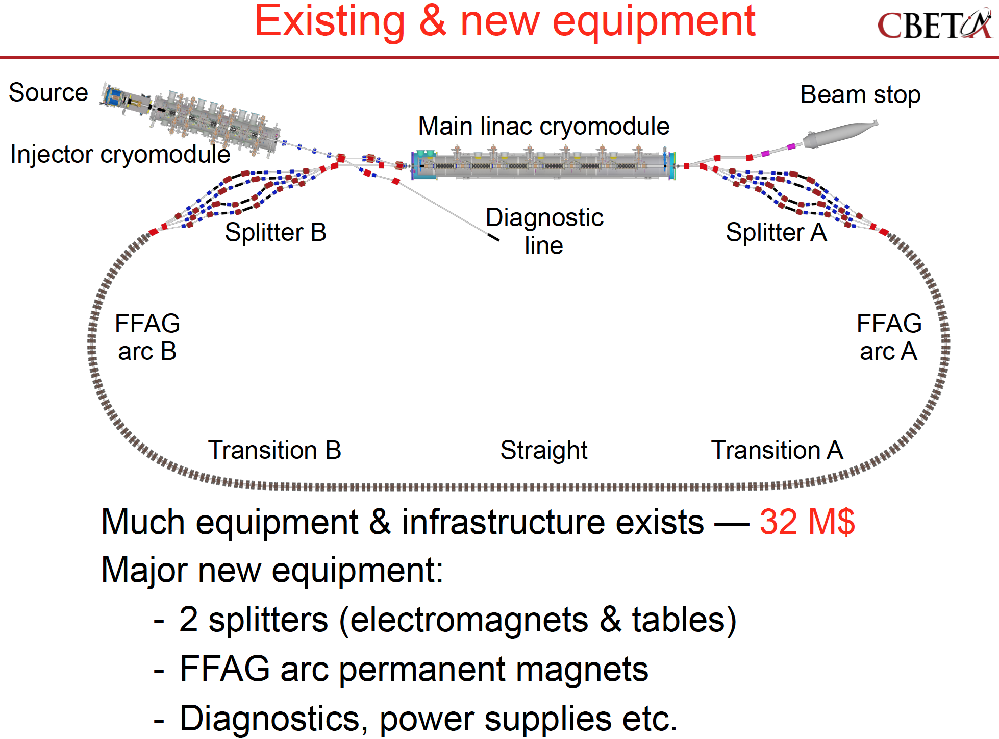 Existing & new equipment
CBETA
Source
Beam stop
Main linac cryomodule
Injector cryomodule
Diagnostic
line
Splitter B
Splitter A
FFAG
arc B
FFAG
arc A
Transition B
Straight
Transition A
Much equipment & infrastructure exists — 32 M$
Major new equipment:
- 2 splitters (electromagnets & tables)
- FFAG arc permanent magnets
- Diagnostics, power supplies etc.